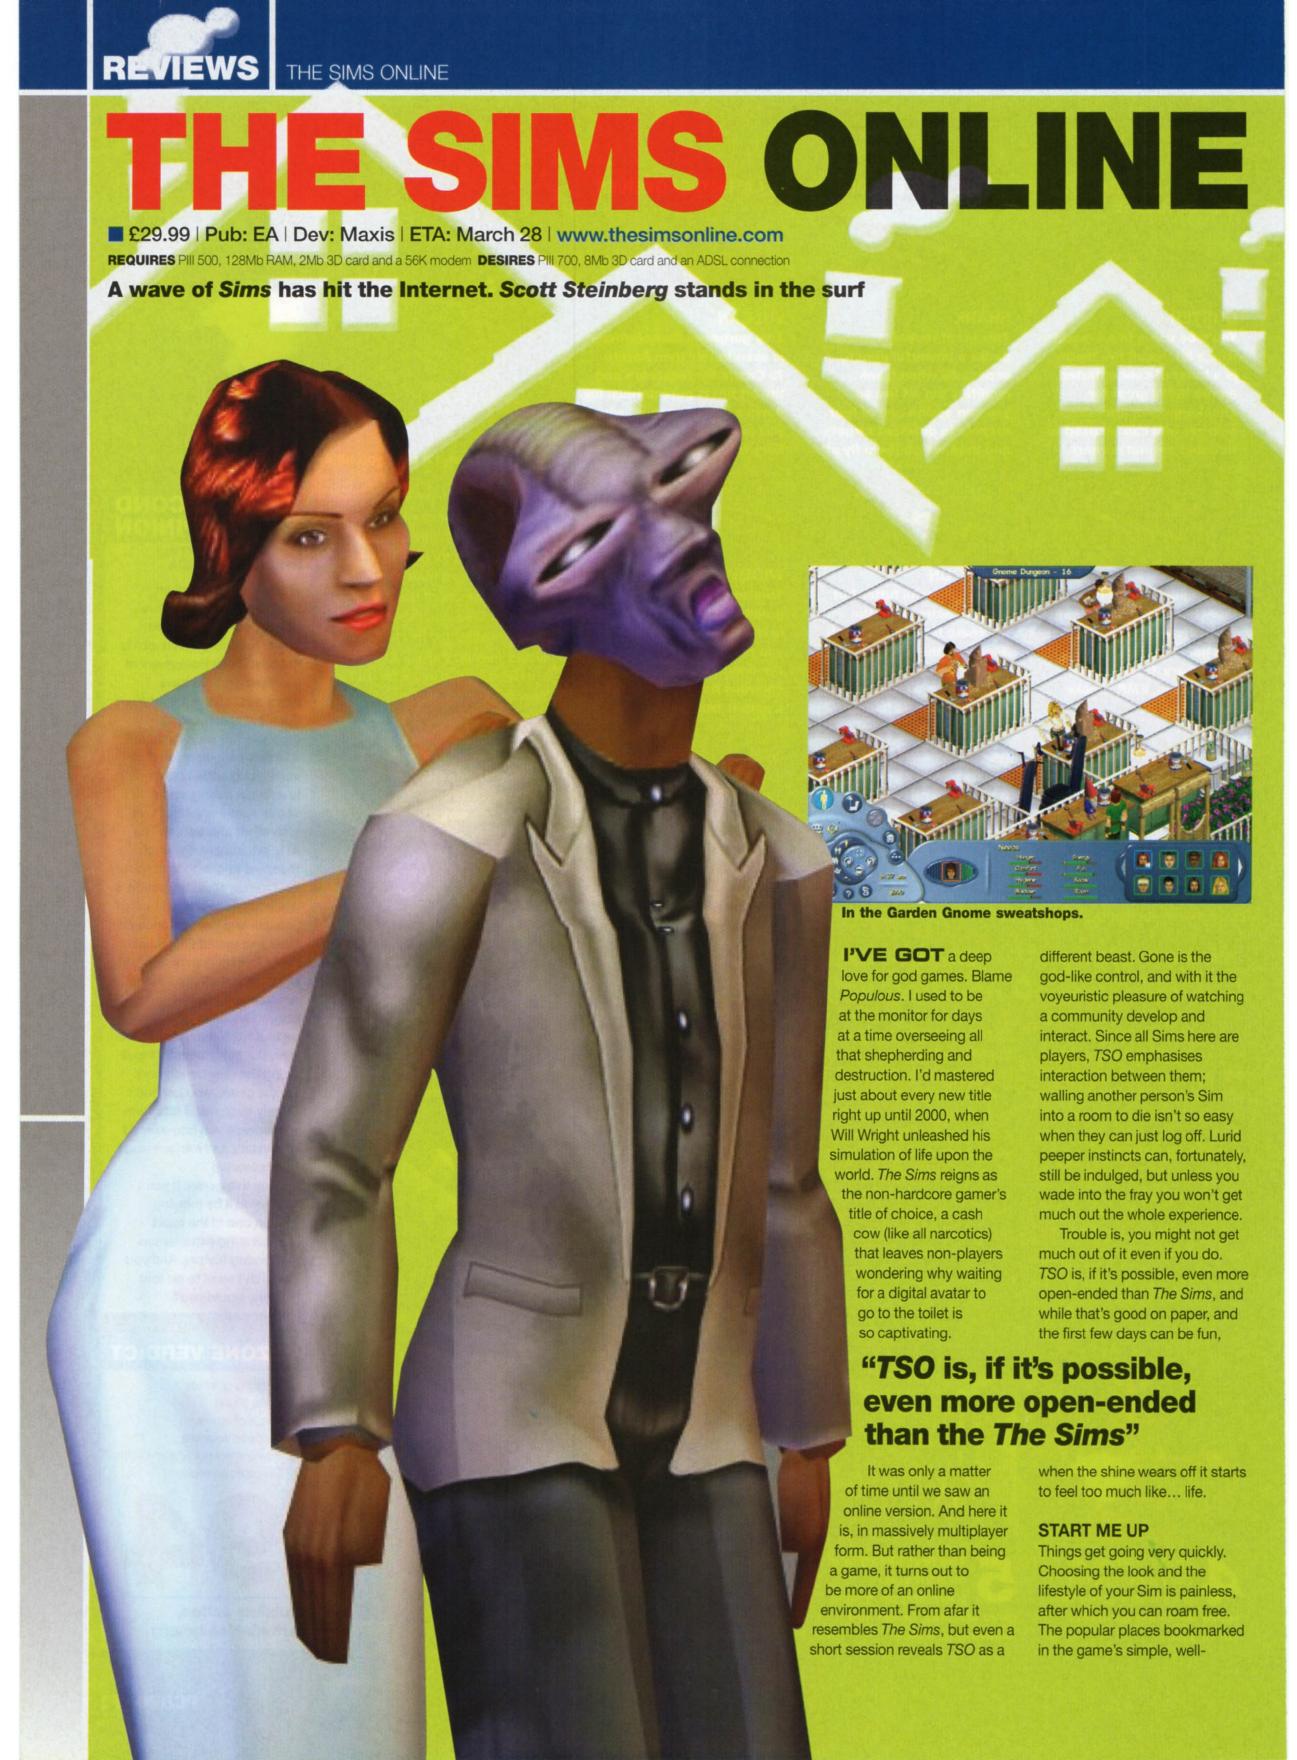 REVIEWS
THE SIMS ONLINE
THE SIMS ONLINE
£29.99 | Pub: EA | Dev: Maxis | ETA: March 28 | www.thesimsonline.com
REQUIRES PIII 500, 128Mb RAM, 2Mb 3D card and a 56K modem DESIRES PIII 700, 8Mb 3D card and an ADSL connection
A wave of Sims has hit the Internet. Scott Steinberg stands in the surf
Gnome Dungeon - 16
Needs
In the Garden Gnome sweatshops.
I'VE GOT a deep
love for god games. Blame
Populous. I used to be
at the monitor for days
at a time overseeing all
that shepherding and
destruction. I'd mastered
just about every new title
right up until 2000, when
Will Wright unleashed his
simulation of life upon the
world. The Sims reigns as
the non-hardcore gamer's
title of choice, a cash
cow (like all narcotics)
that leaves non-players
wondering why waiting
for a digital avatar to
go to the toilet is
so captivating.
It was only a matter
of time until we saw an
online version. And here it
is, in massively multiplayer
form. But rather than being
a game, it turns out to
be more of an online
environment. From afar it
resembles The Sims, but even a
short session reveals TSO as a
different beast. Gone is the
god-like control, and with it the
voyeuristic pleasure of watching
a community develop and
interact. Since all Sims here are
players, TSO emphasises
interaction between them;
walling another person's Sim
into a room to die isn't so easy
when they can just log off. Lurid
peeper instincts can, fortunately,
still be indulged, but unless you
wade into the fray you won't get
much out the whole experience.
Trouble is, you might not get
much out of it even if you do.
TSO is, if it's possible, even more
open-ended than The Sims, and
while that's good on paper, and
the first few days can be fun,
"TSO is, if it's possible,
even more open-ended
than the The Sims"
when the shine wears off it starts
to feel too much like... life.
START ME UP
Things get going very quickly.
Choosing the look and the
lifestyle of your Sim is painless,
after which you can roam free.
The popular places bookmarked
in the game's simple, well-